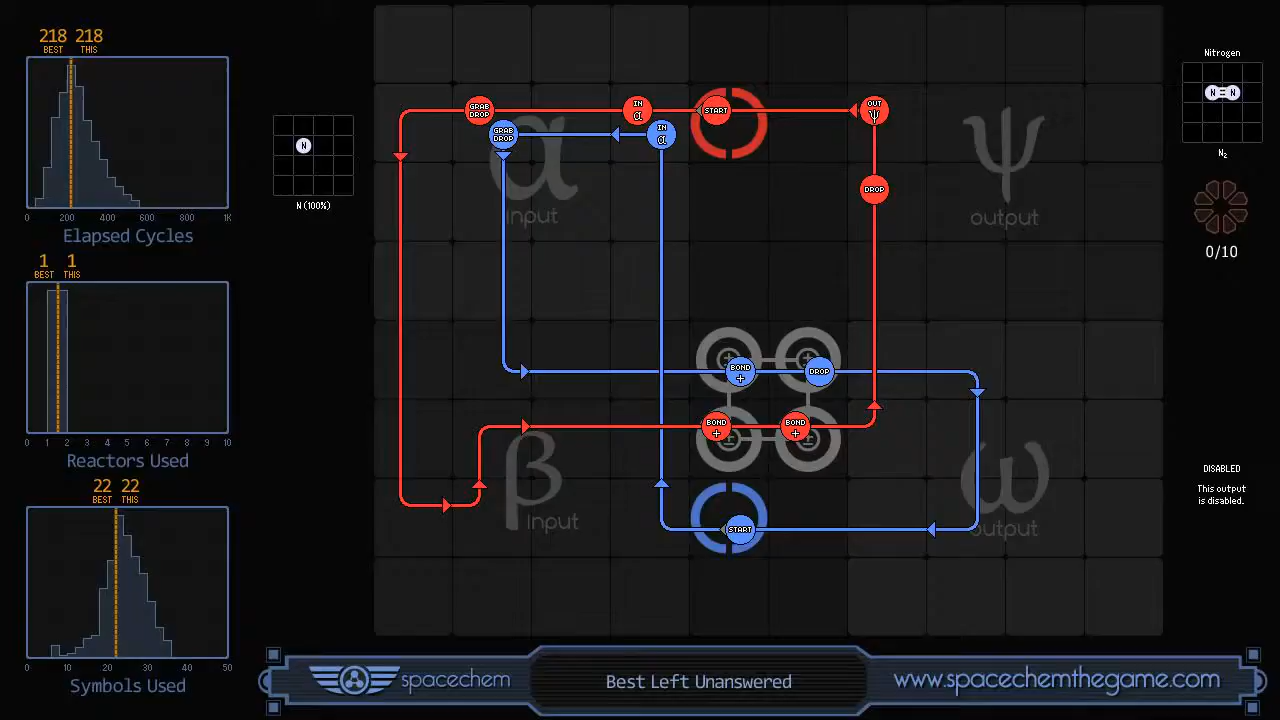 218 218
BEST THIS
0 200 400 600 800 1K
Elapsed Cycles
1 1
BEST THIS
0 1 2 3 4 5 6 7 8 9 10
Reactors Used
22 22
BEST THIS
0 10 20 30 40 50
Symbols Used
N
N (100%)
GRAB
DROP
IN
α
START
OUT
Ψ
GRAB
DROP
IN
α
α
input
DROP
ψ
output
BOND
+
DROP
BOND
+
BOND
+
β
Input
START
ω
output
Nitrogen
N≡N
N₂
0/10
DISABLED
This output
is disabled.
spacechem
Best Left Unanswered
www.spacechemthegame.com